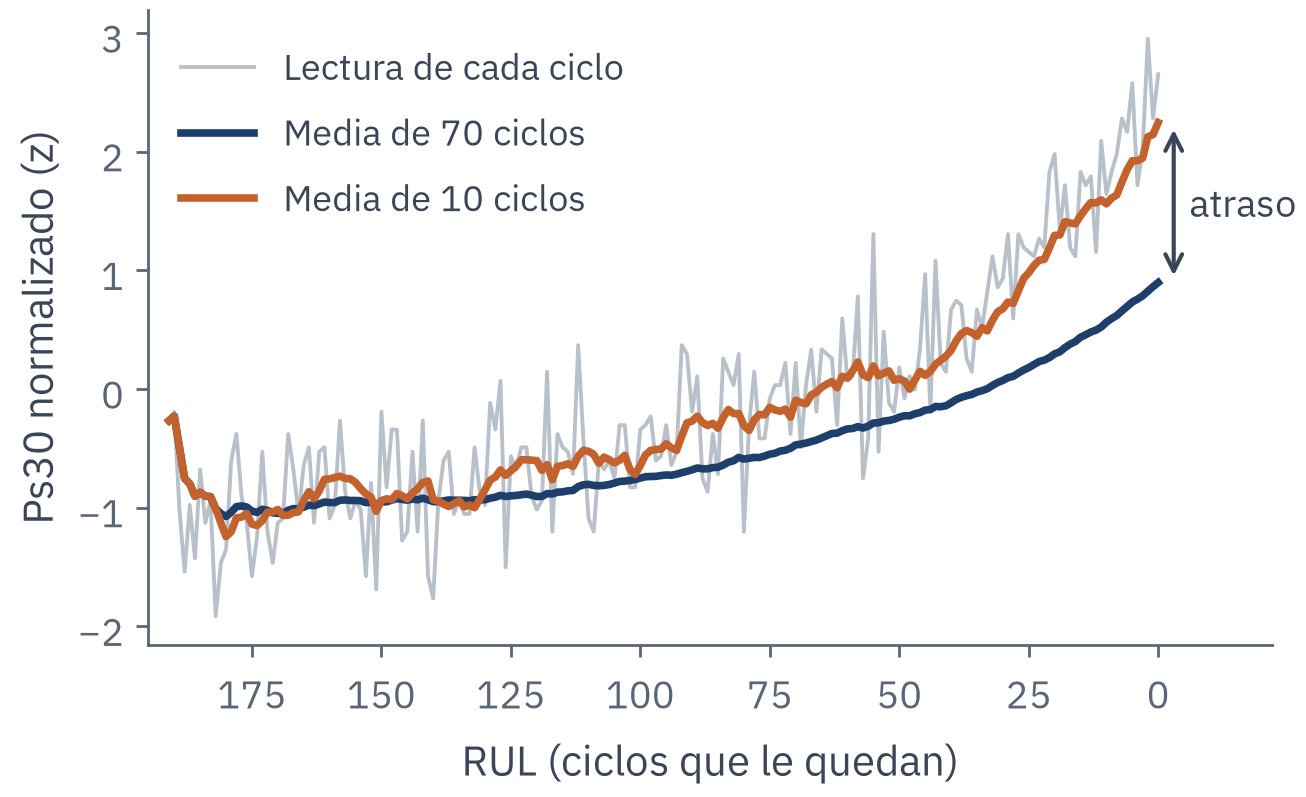 Ps30 normalizado (z)
3
2
1
0
−1
−2
Lectura de cada ciclo
Media de 70 ciclos
Media de 10 ciclos
atraso
175 150 125 100 75 50 25 0
RUL (ciclos que le quedan)